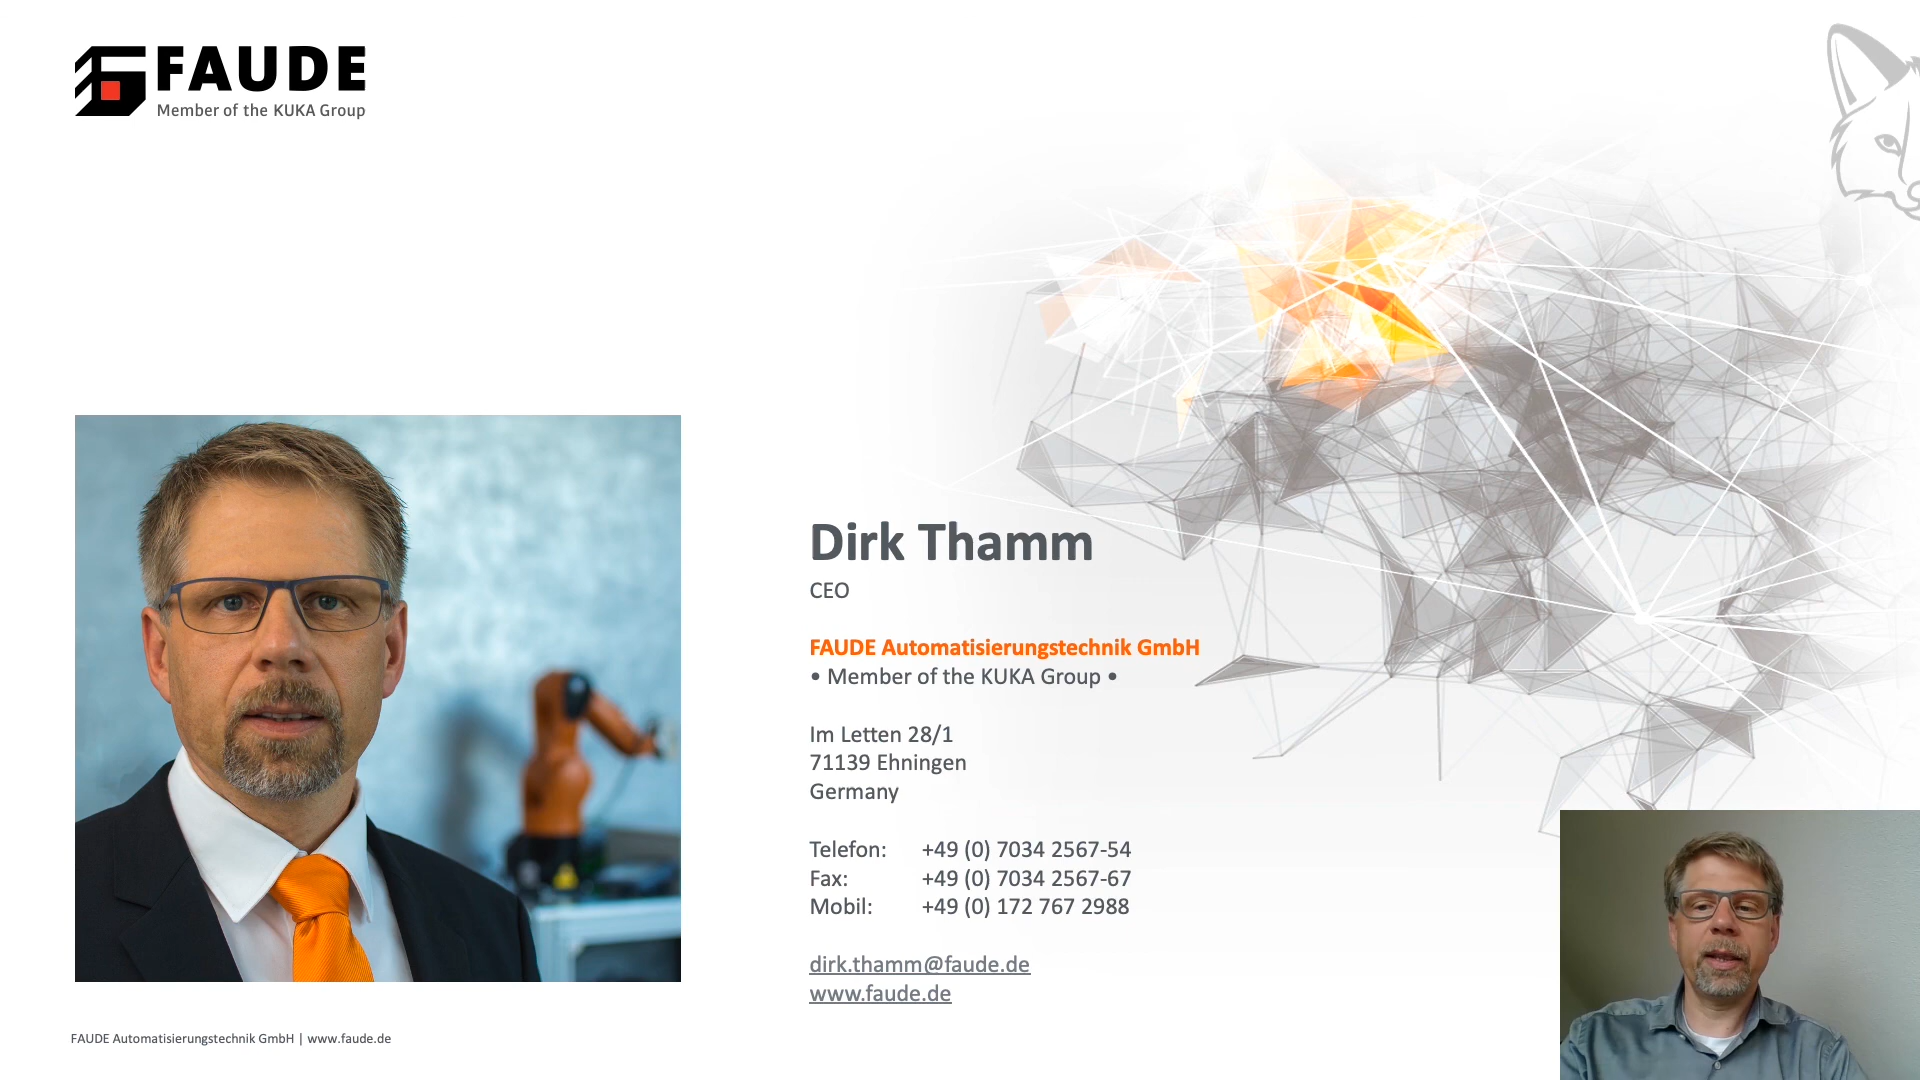 FAUDE
Member of the KUKA Group
Dirk Thamm
CEO
FAUDE Automatisierungstechnik GmbH
• Member of the KUKA Group •
Im Letten 28/1
71139 Ehningen
Germany
Telefon: +49 (0) 7034 2567-54
Fax: +49 (0) 7034 2567-67
Mobil: +49 (0) 172 767 2988
dirk.thamm@faude.de
www.faude.de
FAUDE Automatisierungstechnik GmbH | www.faude.de